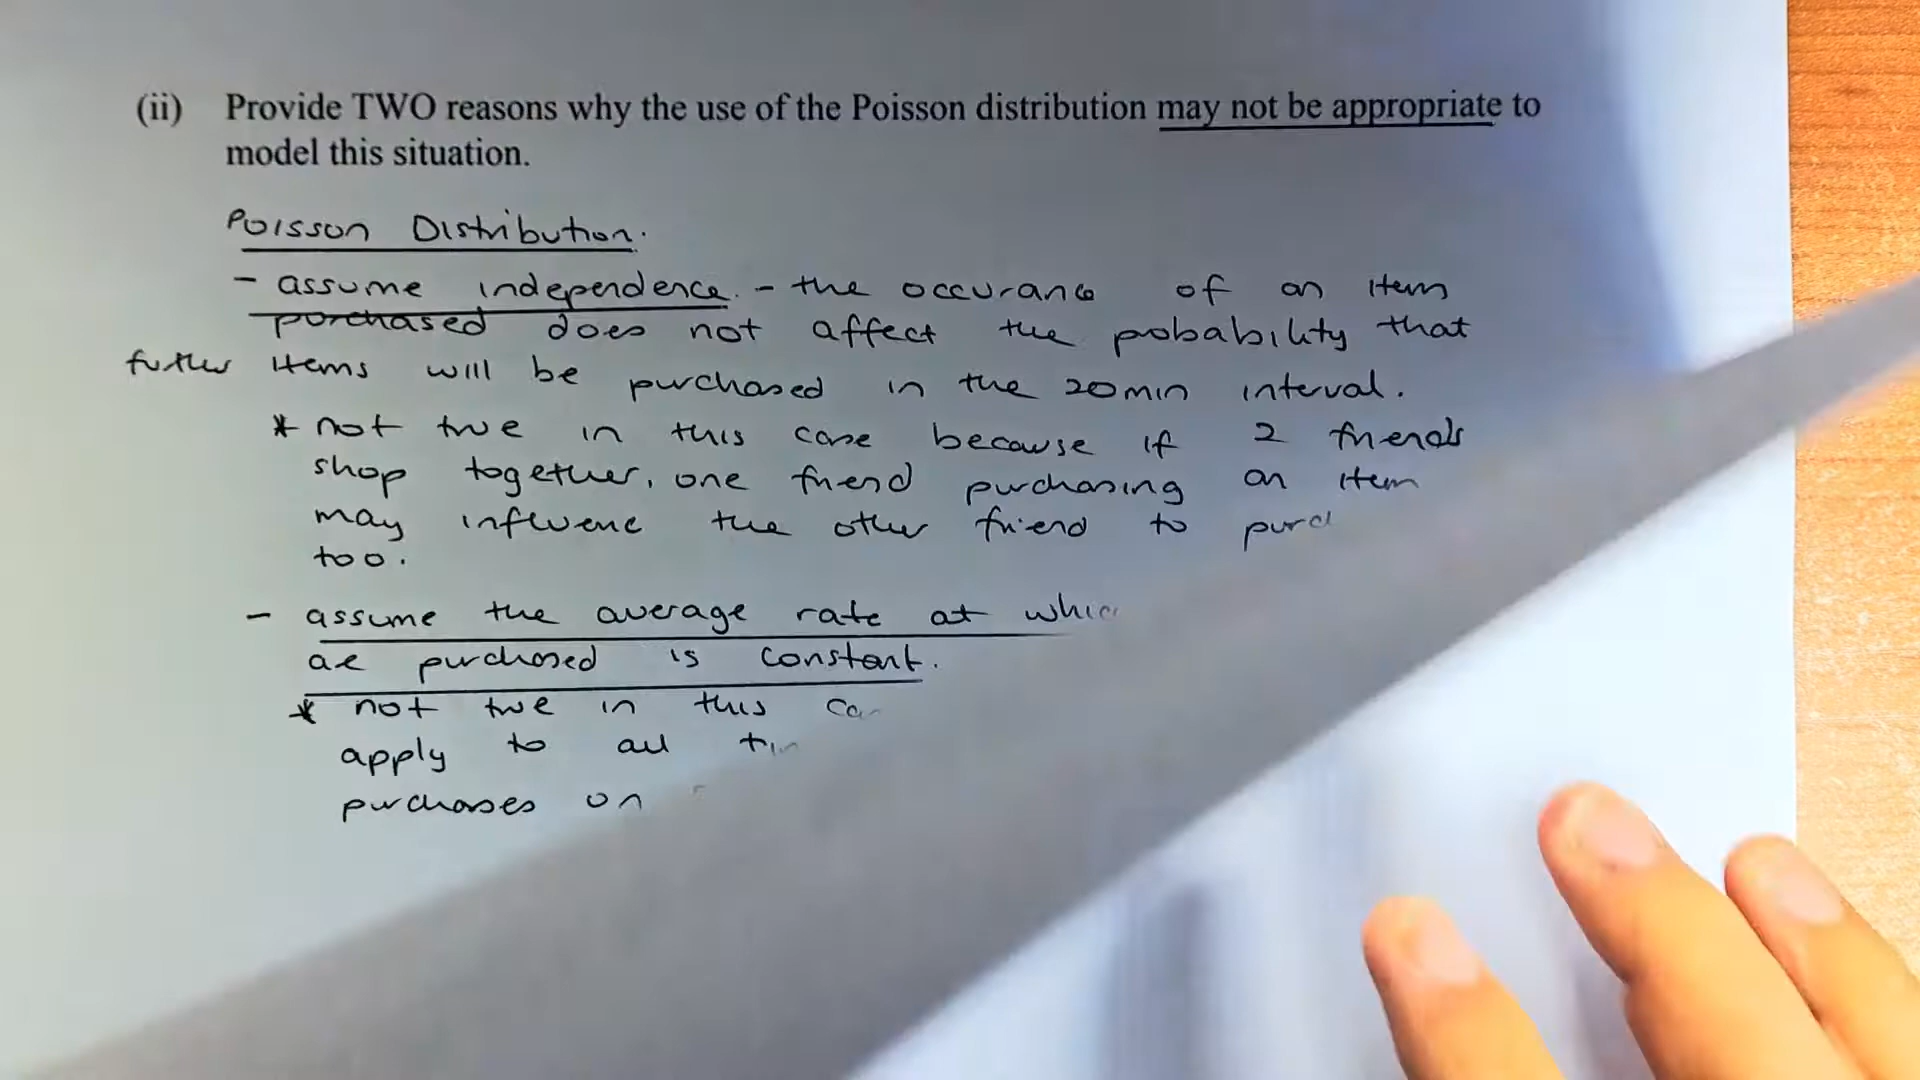 (ii) Provide TWO reasons why the use of the Poisson distribution may not be appropriate to
model this situation.
Poisson Distribution.
- assume independence. - the occurance of an item
purchased does not affect the probability that
further items will be purchased in the 20min interval.
* not true in this case because if 2 friends
shop together, one friend purchasing an item
may influence the other friend to
too.
- assume the average rate at
are purchased is constant.
* not true in this
apply to all
purchases on